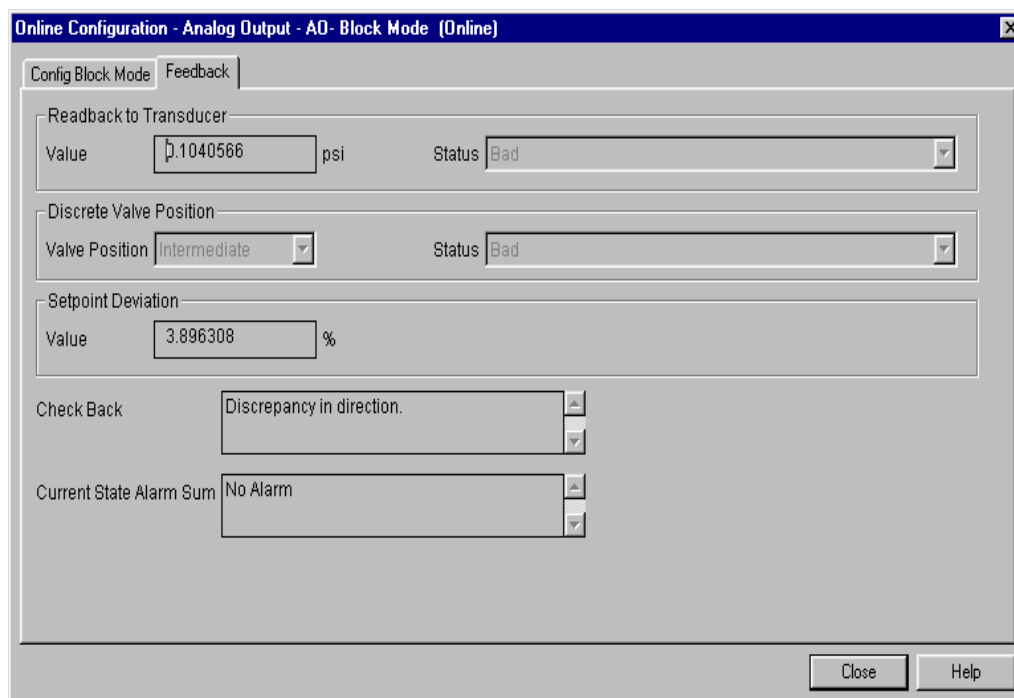 Online Configuration - Analog Output - AO- Block Mode (Online)
Config Block Mode Feedback
Readback to Transducer
Value 0.1040566 psi Status Bad
Discrete Valve Position
Valve Position Intermediate Status Bad
Setpoint Deviation
Value 3.896308 %
Check Back Discrepancy in direction.
Current State Alarm Sum No Alarm
Close Help